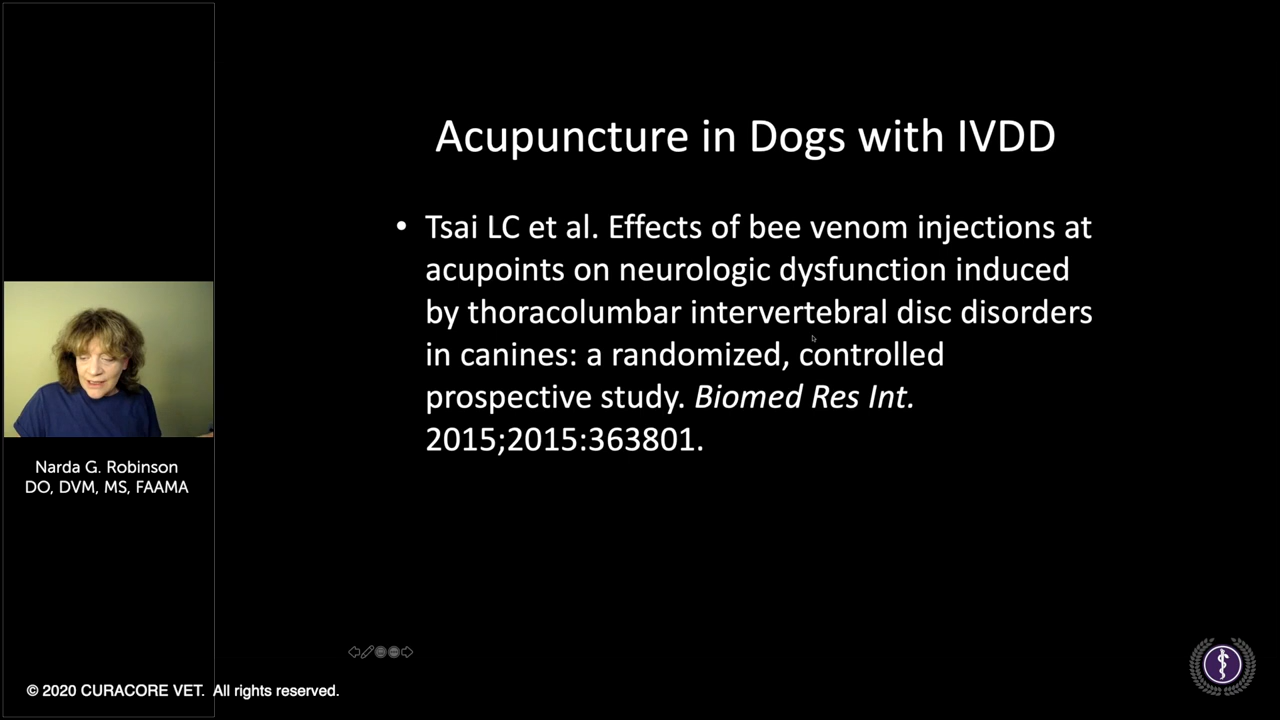 Acupuncture in Dogs with IVDD
• Tsai LC et al. Effects of bee venom injections at
acupoints on neurologic dysfunction induced
by thoracolumbar intervertebral disc disorders
in canines: a randomized, controlled
prospective study. Biomed Res Int.
2015;2015:363801.
Narda G. Robinson
DO, DVM, MS, FAAMA
© 2020 CURACORE VET. All rights reserved.